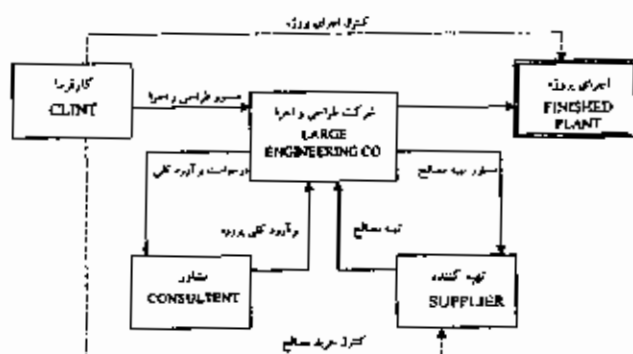 کنترل اجرای پروژه
کارفرما
CLINT
دستور طراحی و اجرا
شرکت طراحی و اجرا
LARGE
ENGINEERING CO
اجرای پروژه
FINISHED
PLANT
درخواست برآورد کلی
دستور تهیه مصالح
برآورد کلی پروژه
تهیه مصالح
مشاور
CONSULTENT
تهیه کننده
SUPPLIER
کنترل خرید مصالح